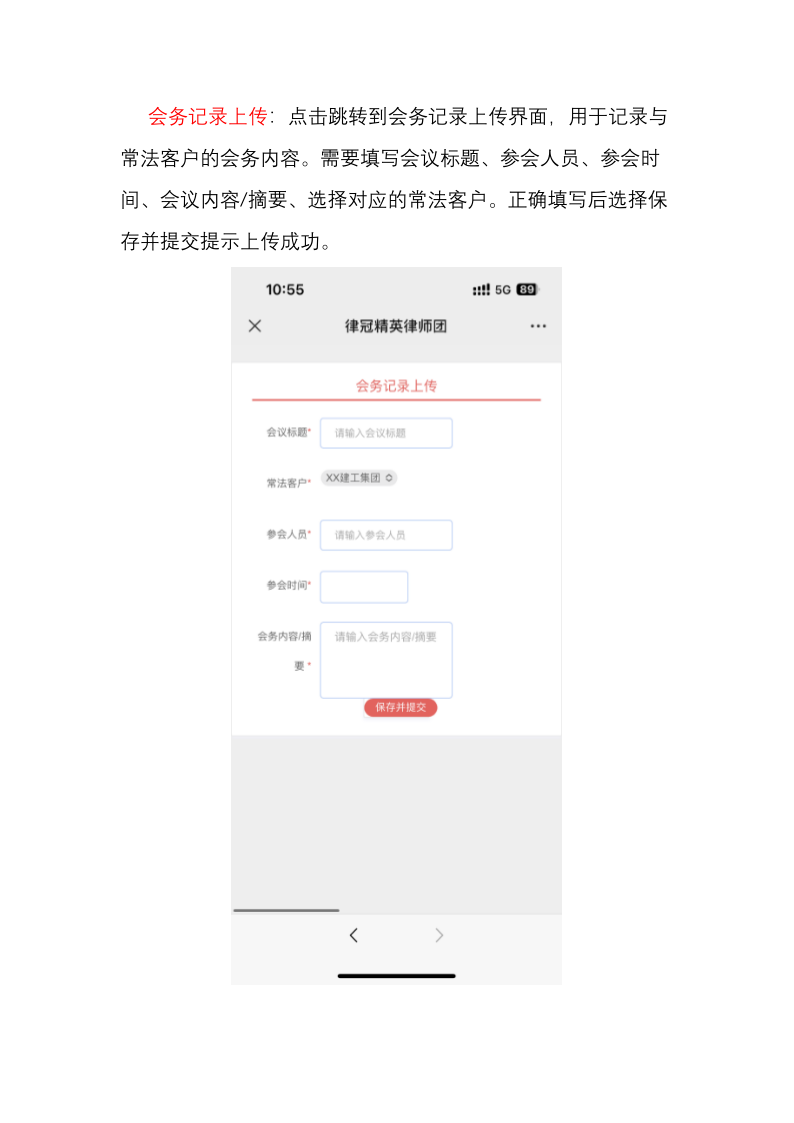 会务记录上传：点击跳转到会务记录上传界面，用于记录与
常法客户的会务内容。需要填写会议标题、参会人员、参会时
间、会议内容/摘要、选择对应的常法客户。正确填写后选择保
存并提交提示上传成功。
10:55 5G 89
律冠精英律师团
会务记录上传
会议标题* 请输入会议标题
常法客户* XX建工集团
参会人员* 请输入参会人员
参会时间*
会务内容/摘 请输入会务内容/摘要
要 *
保存并提交